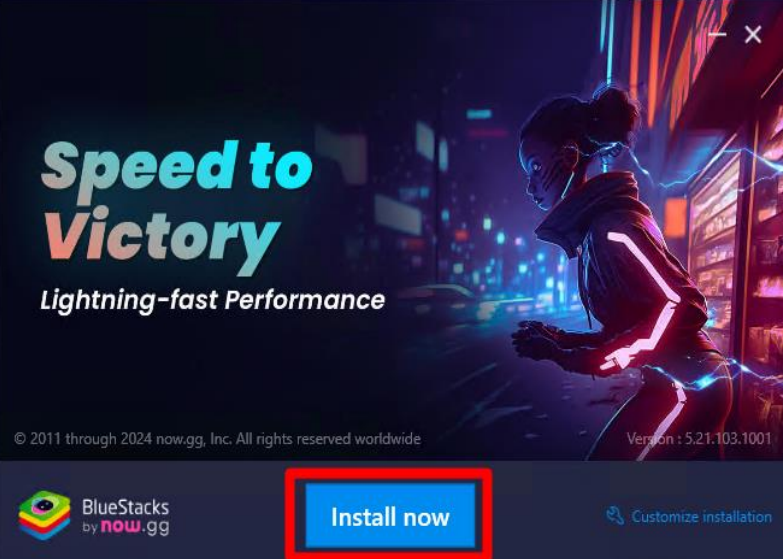 Speed to
Victory
Lightning-fast Performance
© 2011 through 2024 now.gg, Inc. All rights reserved worldwide
Version : 5.21.103.1001
BlueStacks
by now.gg
Install now
Customize installation